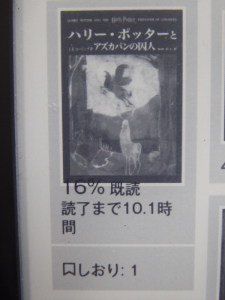 ハリー・ポッターと
アズカバンの囚人
16% 既読
読了まで10.1時
間
口しおり: 1